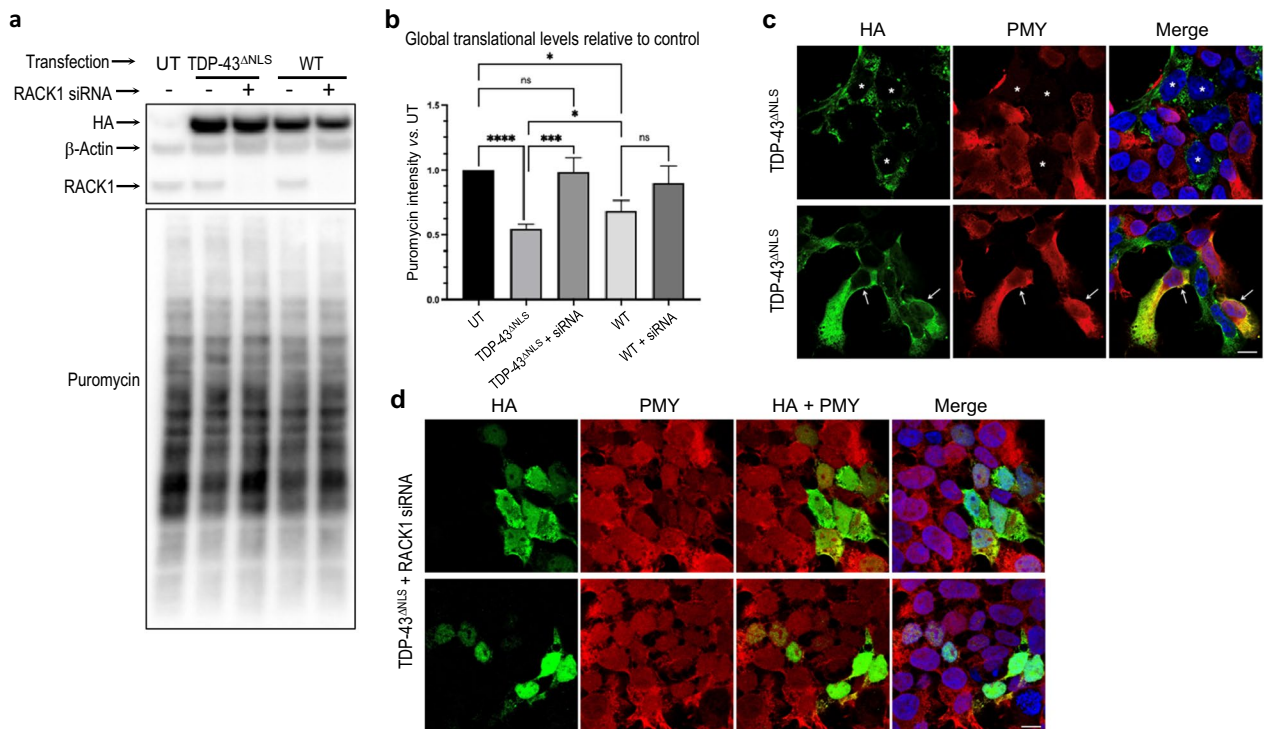 a
Transfection → UT TDP-43ΔNLS WT
RACK1 siRNA → - - + - +
HA →
β-Actin →
RACK1 →
Puromycin
b
Global translational levels relative to control
*
ns
*
**** *** ns
Puromycin intensity vs. UT
1.5
1.0
0.5
0.0
UT
TDP-43ΔNLS
TDP-43ΔNLS + siRNA
WT
WT + siRNA
c
HA PMY Merge
TDP-43ΔNLS
* * * * * *
* * *
TDP-43ΔNLS
d
HA PMY HA + PMY Merge
TDP-43ΔNLS + RACK1 siRNA